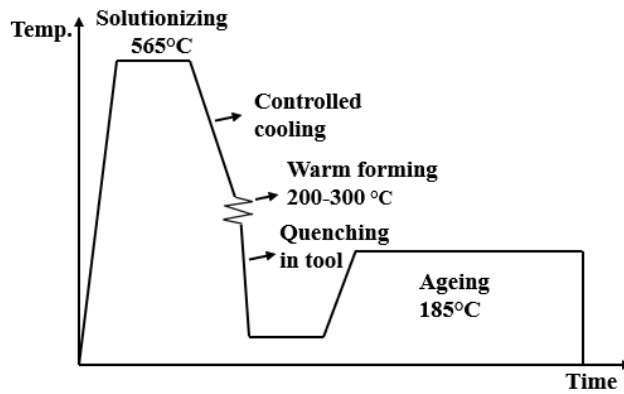 Solutionizing
Temp.
565°C
Controlled
cooling
Warm forming
200-300 °C
Quenching
in tool
Ageing
185°C
Time